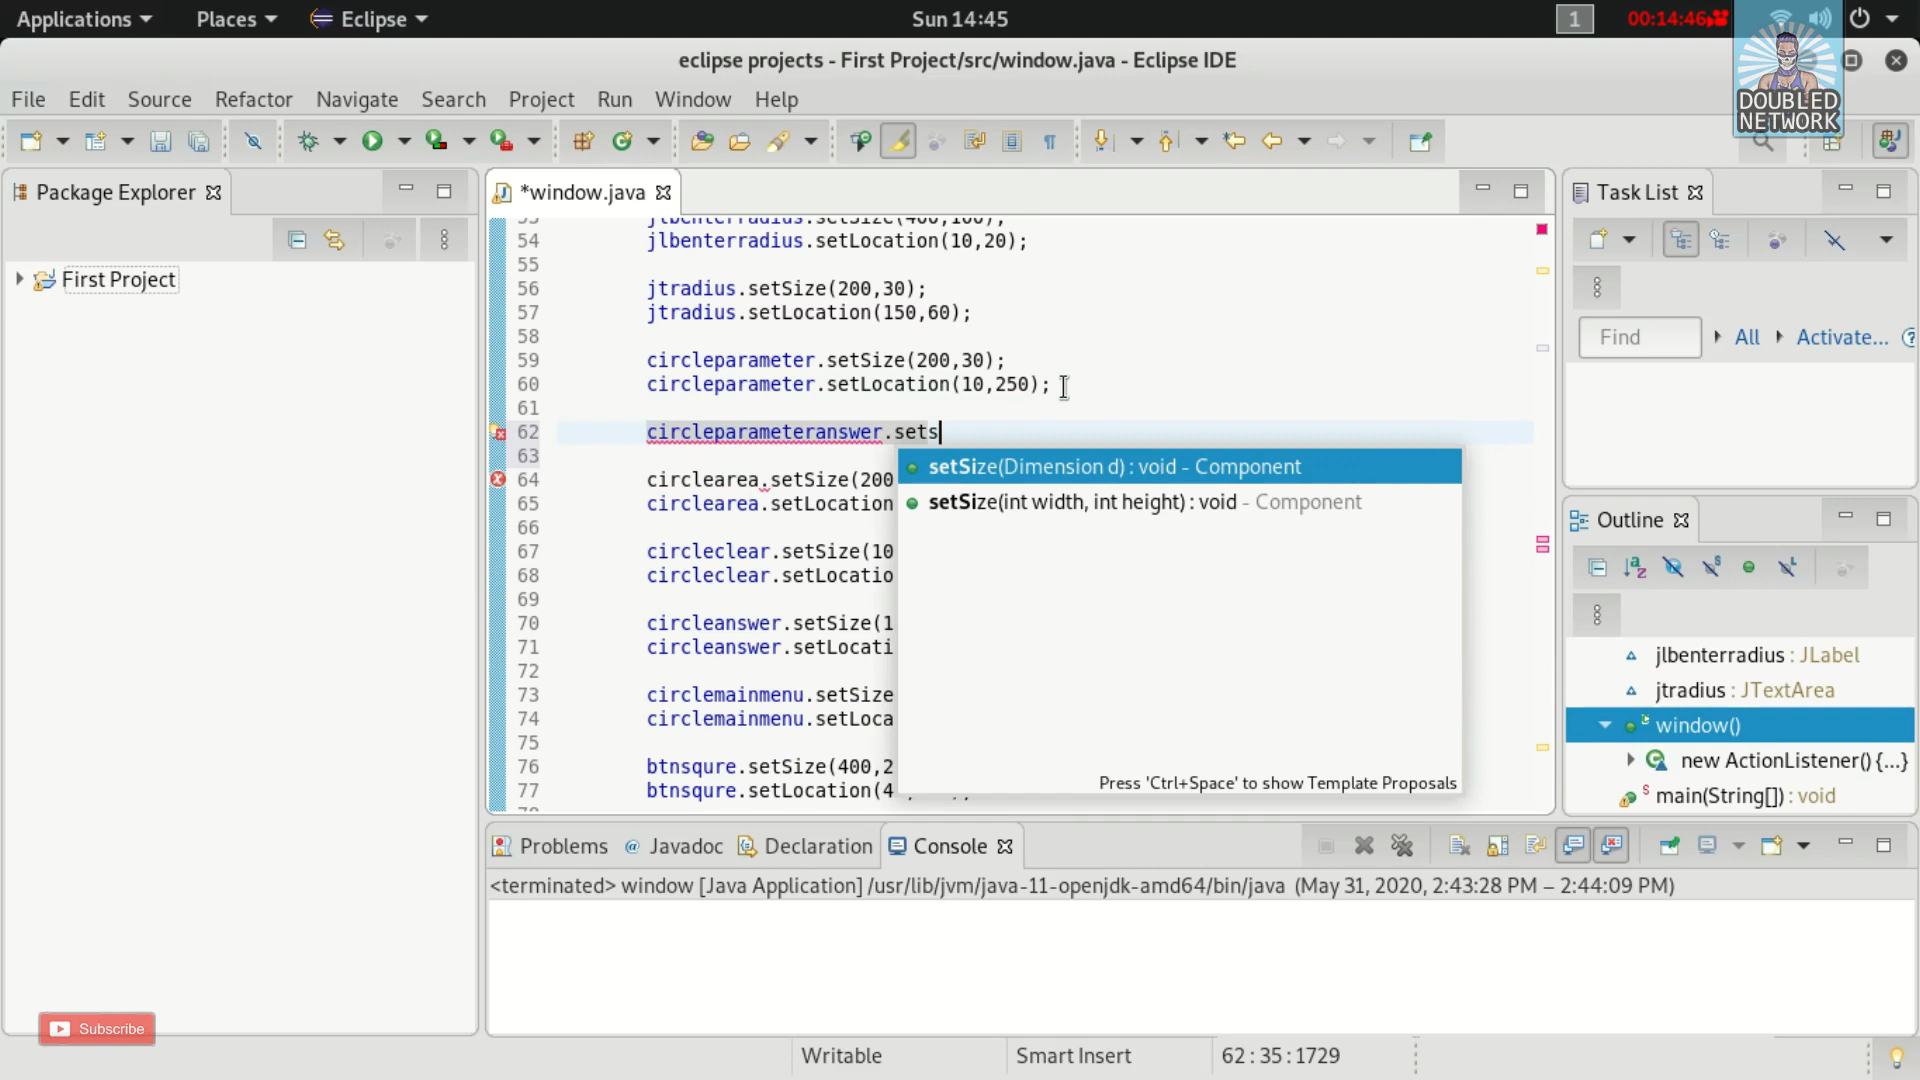 Applications
Places
Eclipse
Sun 14:45
1
00:14:46
DOUBLED
NETWORK
eclipse projects - First Project/src/window.java - Eclipse IDE
File Edit Source Refactor Navigate Search Project Run Window Help
Package Explorer
*window.java
Task List
First Project
54 jlbenterradius.setLocation(10,20);
55
56 jtradius.setSize(200,30);
57 jtradius.setLocation(150,60);
58
59 circleparameter.setSize(200,30);
60 circleparameter.setLocation(10,250);
61
62 circleparameteranswer.sets
63
64 circlearea.setSize(200
65 circlearea.setLocation
66
67 circleclear.setSize(10
68 circleclear.setLocatio
69
70 circleanswer.setSize(1
71 circleanswer.setLocati
72
73 circlemainmenu.setSize
74 circlemainmenu.setLoca
75
76 btnsqure.setSize(400,2
77 btnsqure.setLocation(4
setSize(Dimension d) : void - Component
setSize(int width, int height) : void - Component
Press 'Ctrl+Space' to show Template Proposals
Find
All
Activate...
Outline
jlbenterradius : JLabel
jtradius : JTextArea
window()
new ActionListener() {...}
main(String[]) : void
Problems
@ Javadoc
Declaration
Console
<terminated> window [Java Application] /usr/lib/jvm/java-11-openjdk-amd64/bin/java (May 31, 2020, 2:43:28 PM – 2:44:09 PM)
Subscribe
Writable
Smart Insert
62 : 35 : 1729